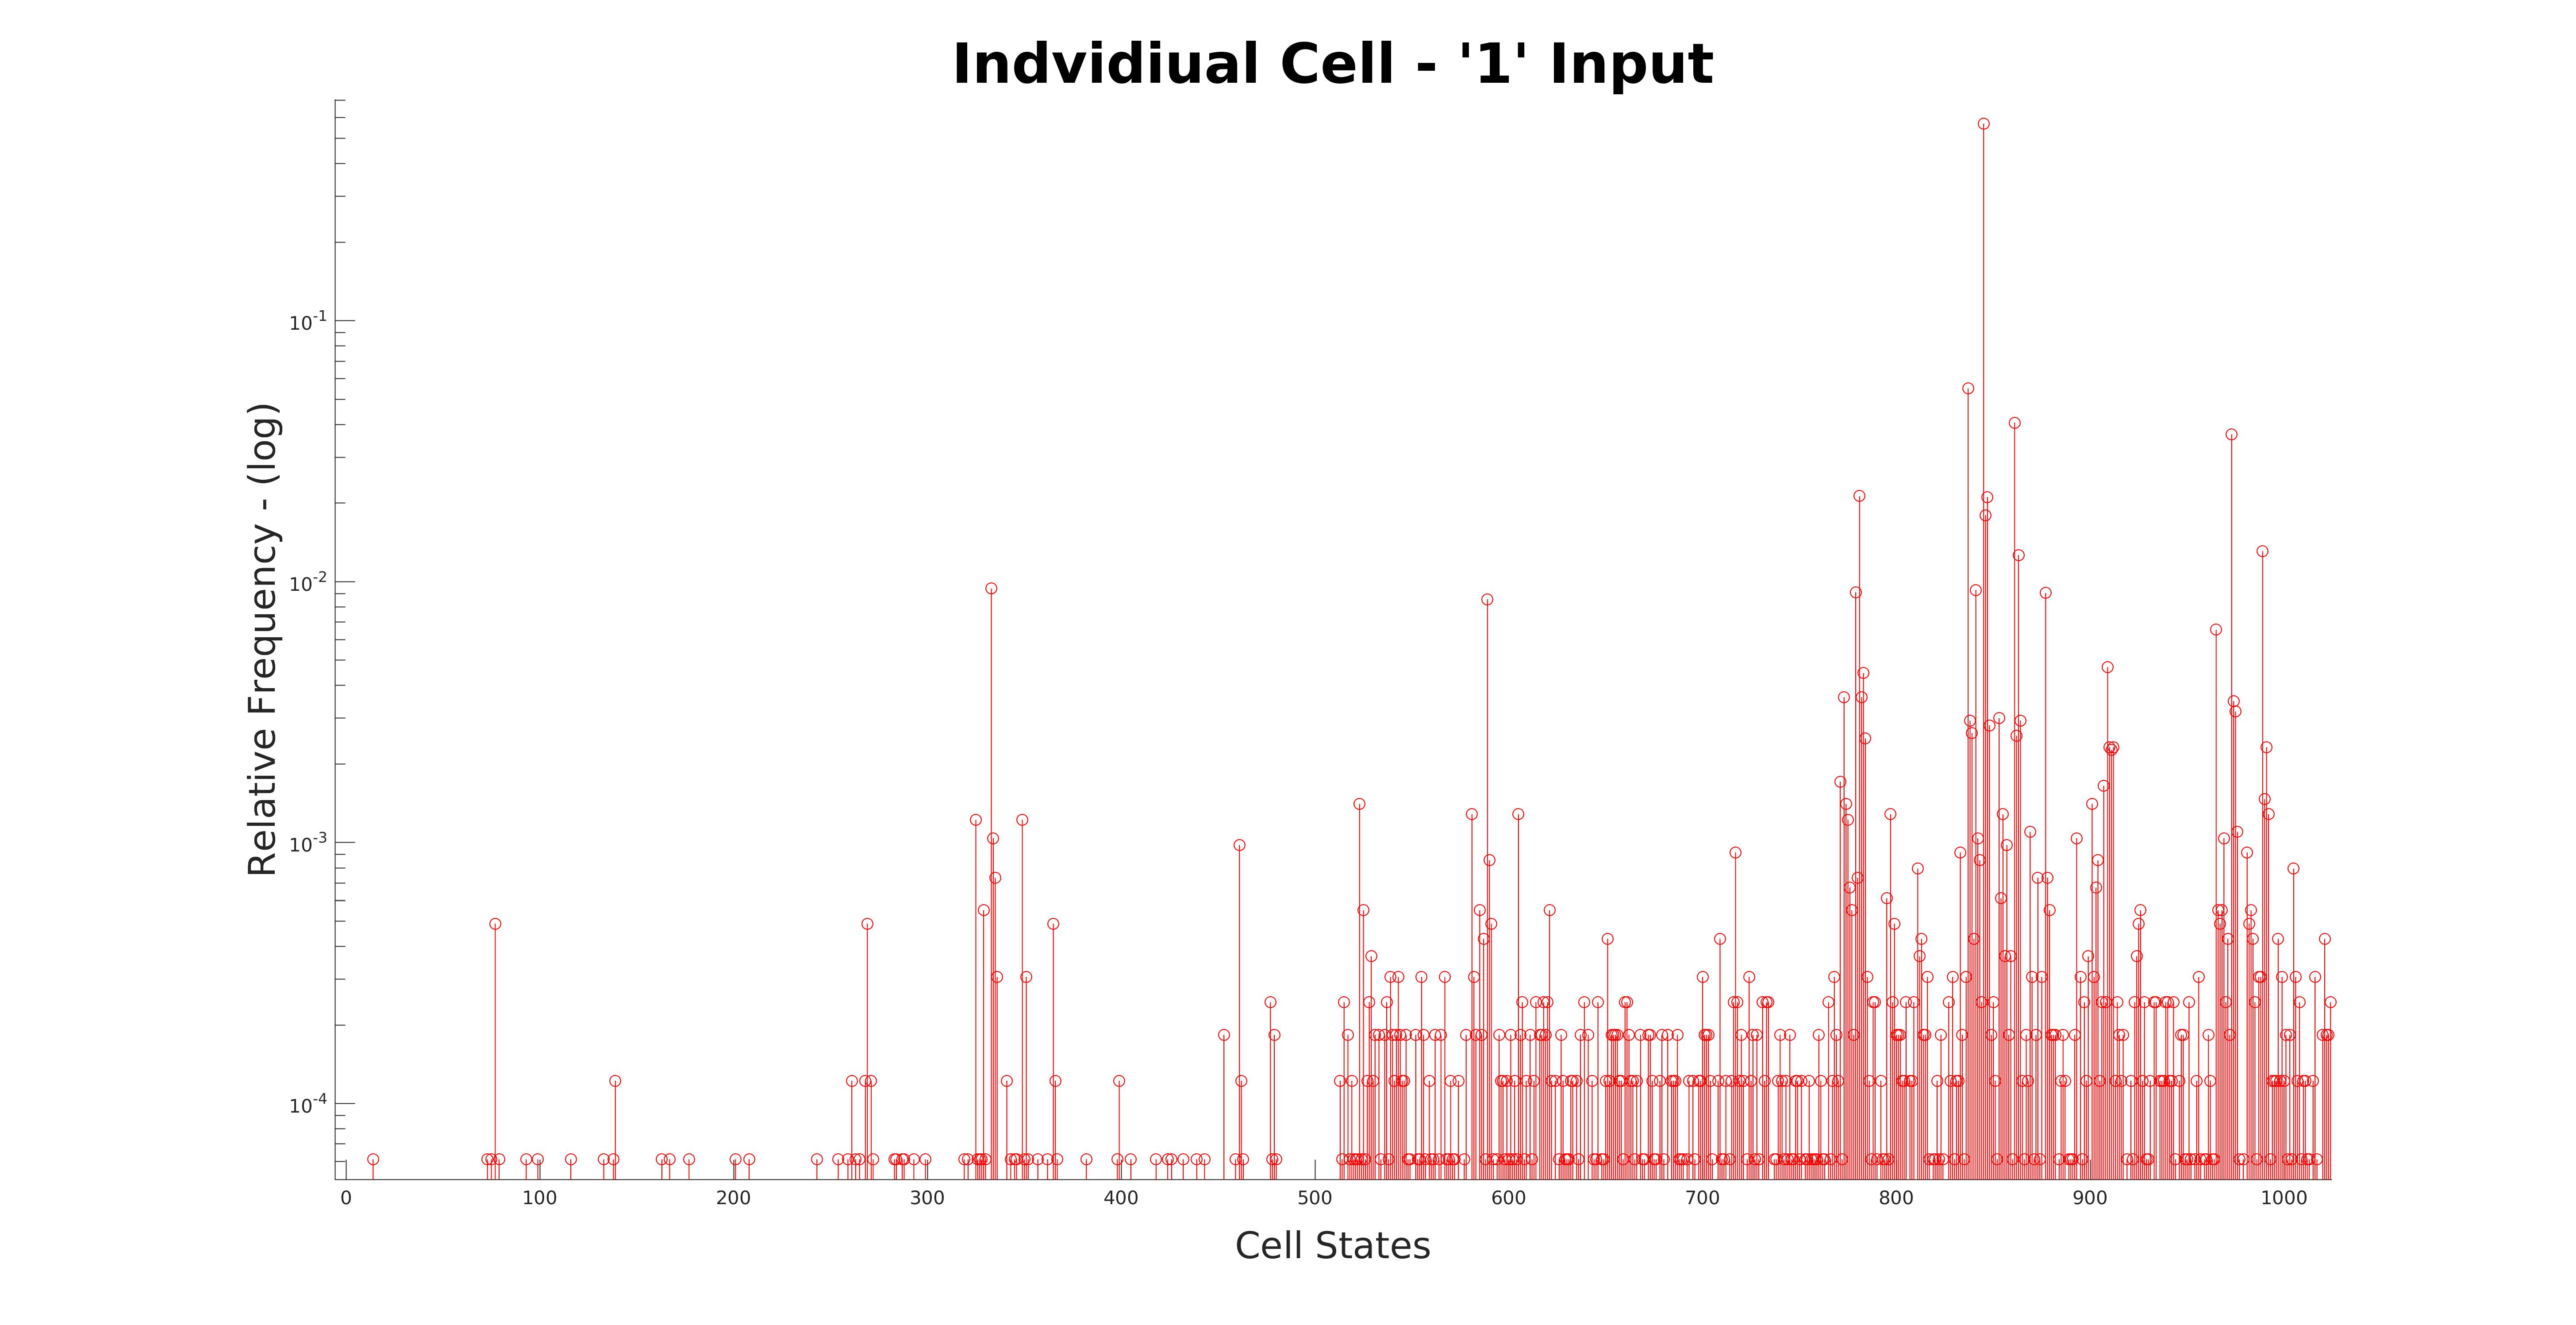 Indvidiual Cell - '1' Input
Relative Frequency - (log)
10^-1
10^-2
10^-3
10^-4
0 100 200 300 400 500 600 700 800 900 1000
Cell States